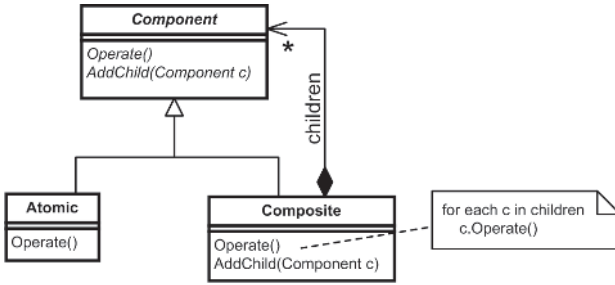 Component
Operate()
AddChild(Component c)
*
children
Atomic
Operate()
Composite
Operate()
AddChild(Component c)
for each c in children
c.Operate()